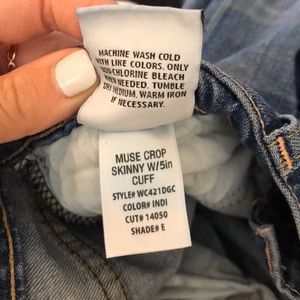 MACHINE WASH COLD
WITH LINE COLORS. ONLY
NON-CHLORINE BLEACH
WHEN NEEDED. TUMBLE
DRY MEDIUM. WARM IRON
IF NECESSARY.
MUSE CROP
SKINNY W/5in
CUFF
STYLE# WC421DGC
COLOR# INDI
CUT# 14050
SHADE# E